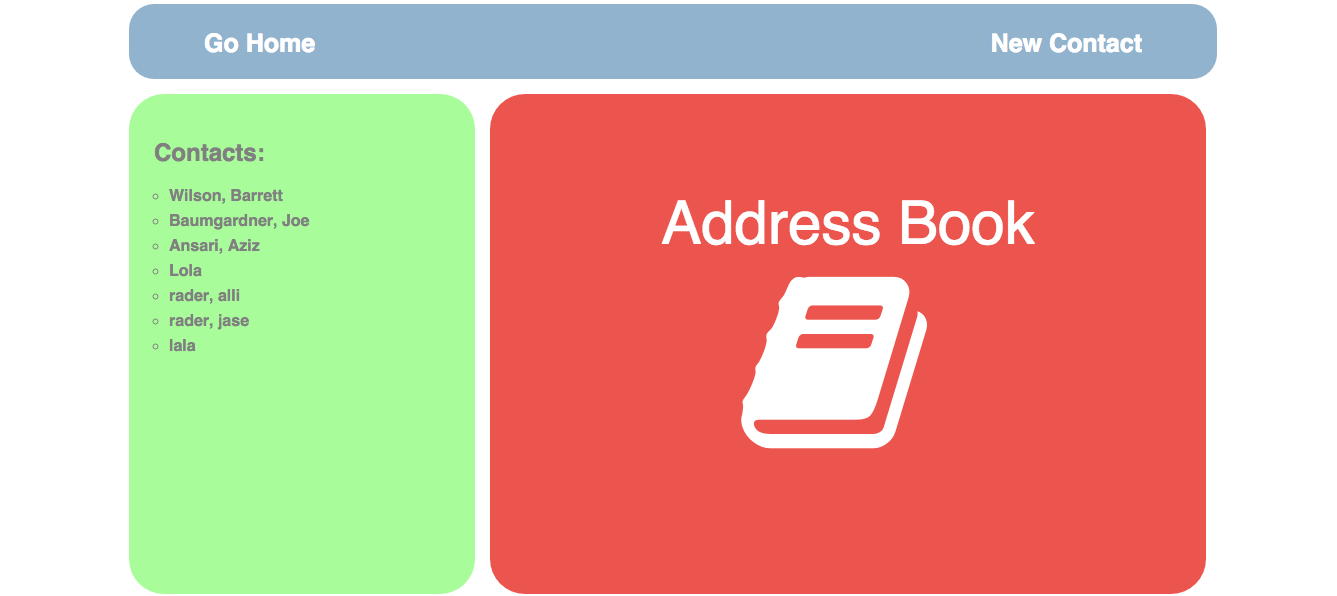 Go Home
New Contact
Contacts:
Wilson, Barrett
Baumgardner, Joe
Ansari, Aziz
Lola
rader, alli
rader, jase
lala
Address Book